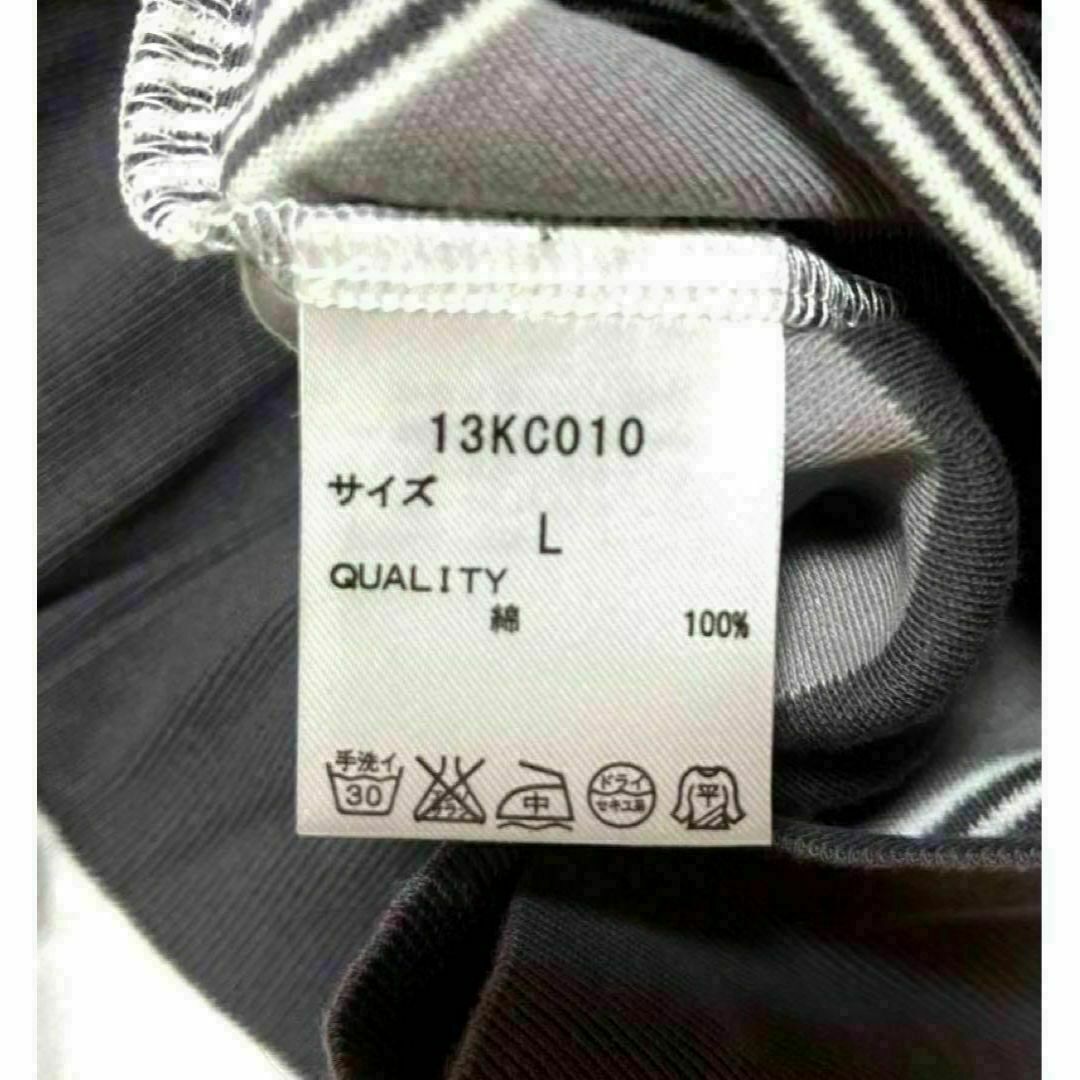 13KC010
サイズ
L
QUALITY
綿 100%
手洗イ 30 中 ドライ セキユ系 平